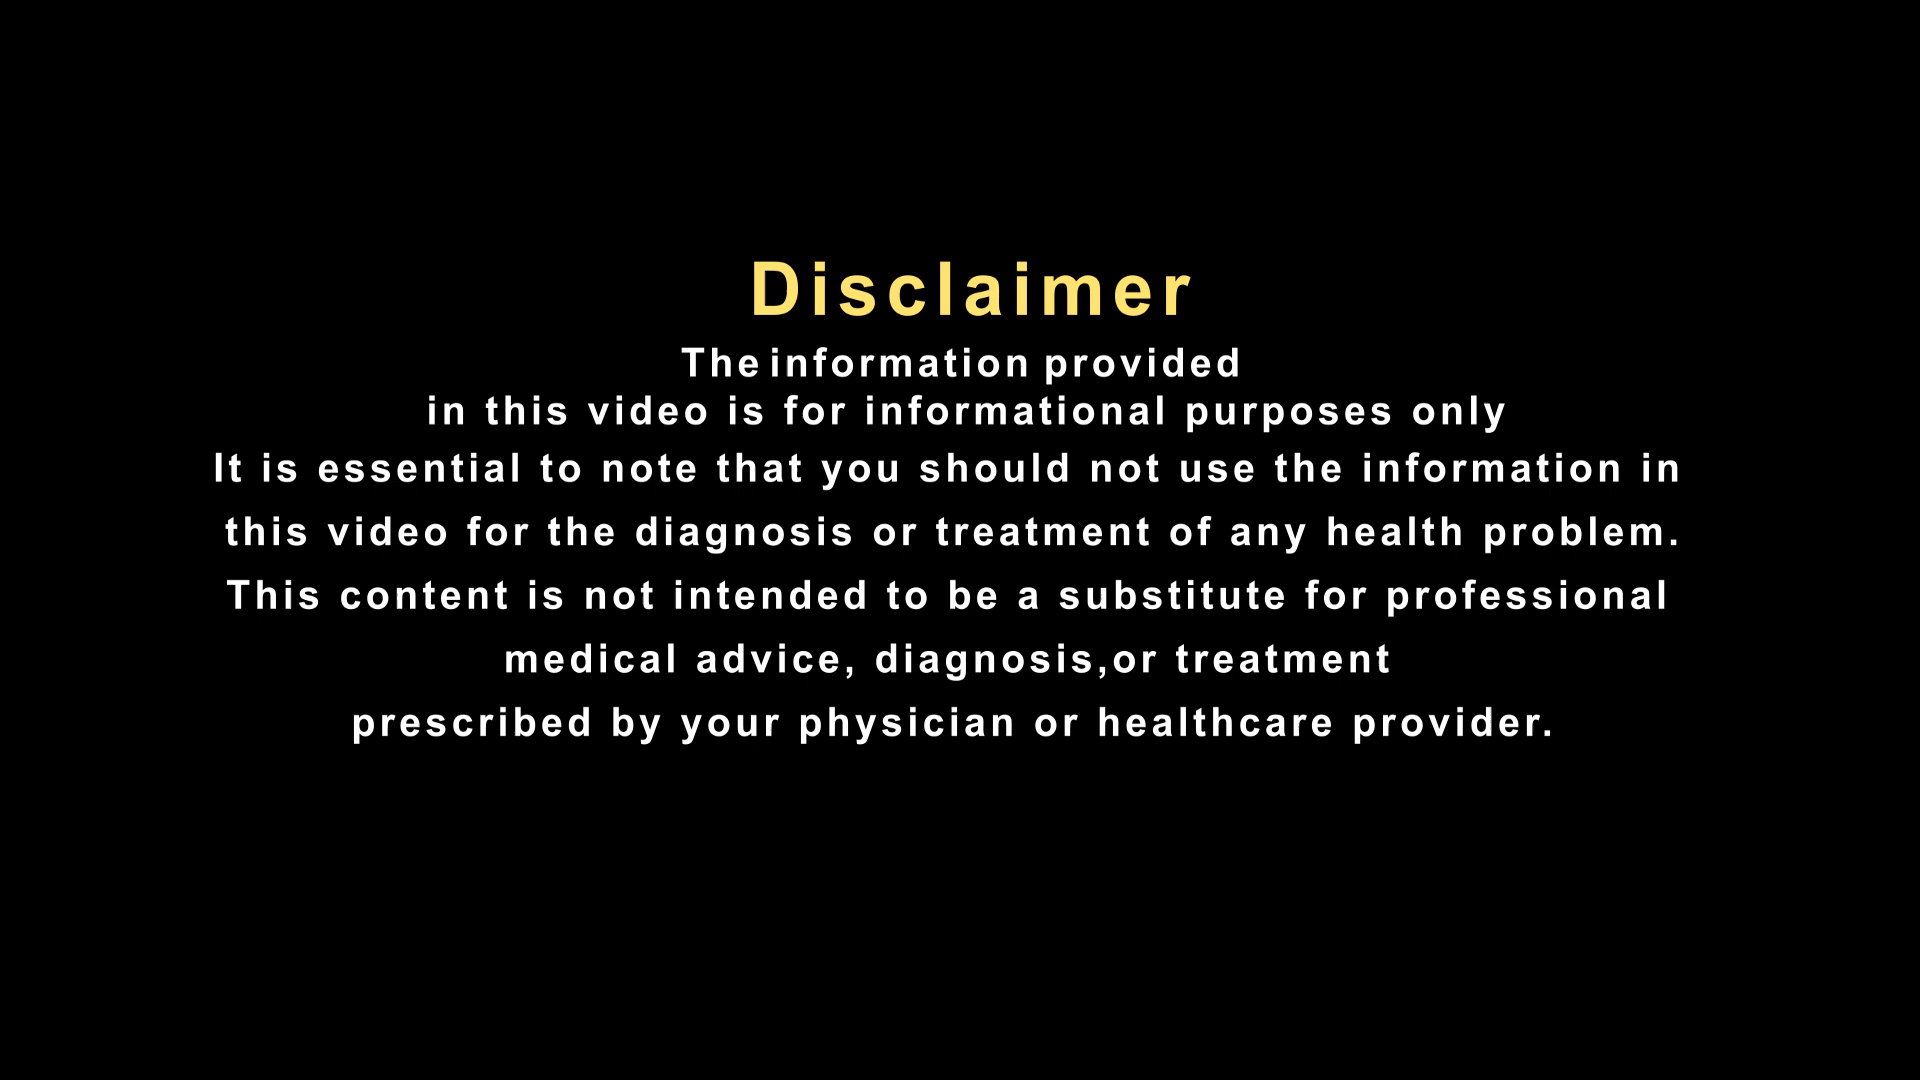 Disclaimer
The information provided
in this video is for informational purposes only
It is essential to note that you should not use the information in
this video for the diagnosis or treatment of any health problem.
This content is not intended to be a substitute for professional
medical advice, diagnosis,or treatment
prescribed by your physician or healthcare provider.